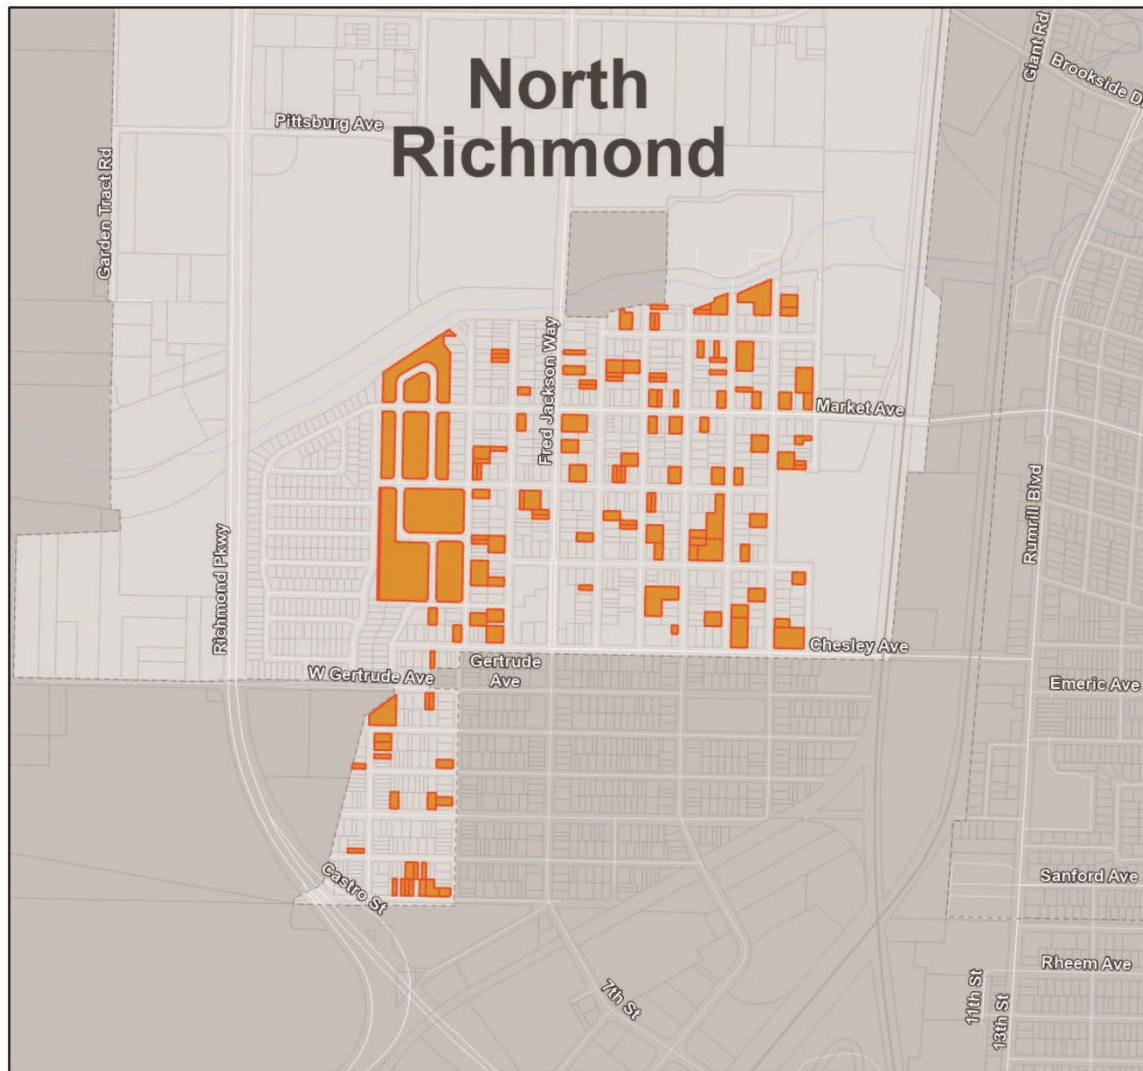 North
Richmond
Giant Rd
Brookside D
Pittsburg Ave
Garden Tract Rd
Fred Jackson Way
Market Ave
Rumrill Blvd
Richmond Pkwy
Chesley Ave
Gertrude
Ave
W Gertrude Ave
Emeric Ave
Castro St
Sanford Ave
Rheem Ave
7th St
11th St
13th St